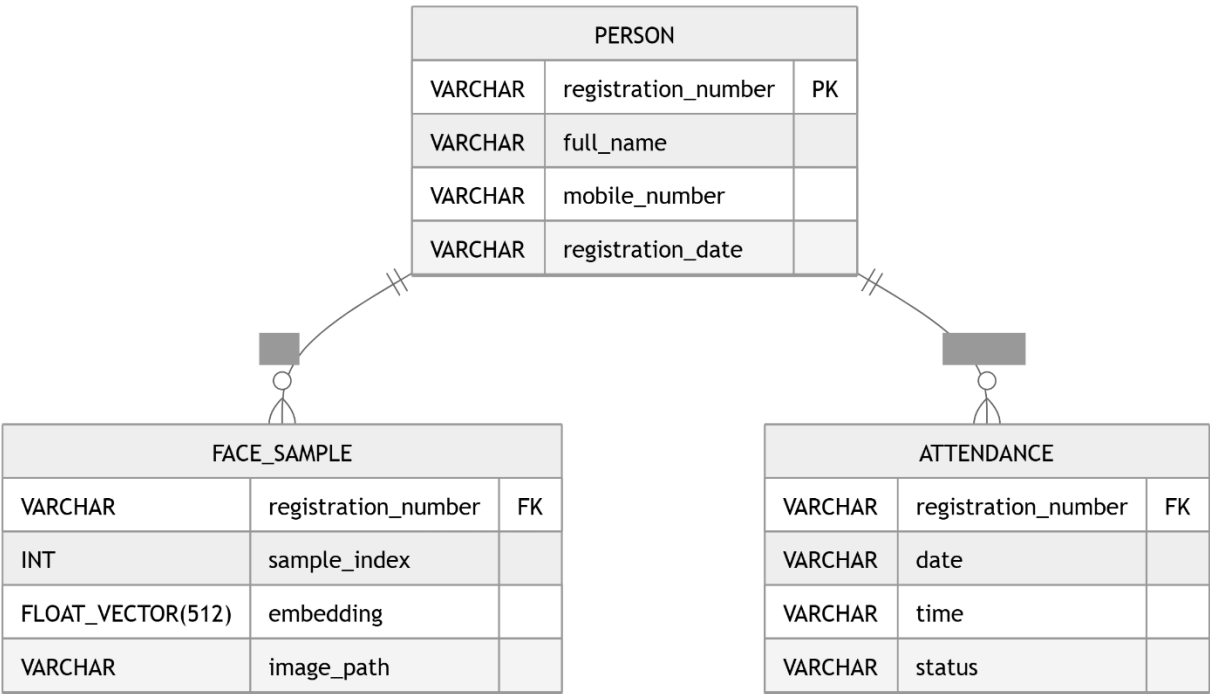 PERSON
VARCHAR registration_number PK
VARCHAR full_name
VARCHAR mobile_number
VARCHAR registration_date
FACE_SAMPLE
VARCHAR registration_number FK
INT sample_index
FLOAT_VECTOR(512) embedding
VARCHAR image_path
ATTENDANCE
VARCHAR registration_number FK
VARCHAR date
VARCHAR time
VARCHAR status